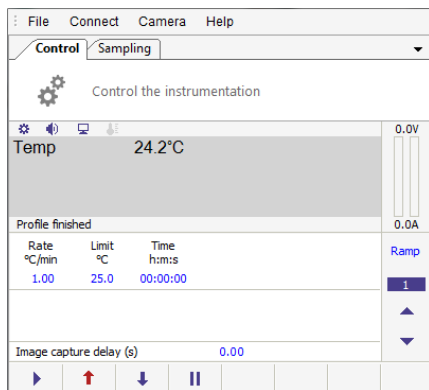 File Connect Camera Help
Control Sampling
Control the instrumentation
0.0V
Temp 24.2°C
Profile finished
0.0A
Rate Limit Time
°C/min °C h:m:s
Ramp
1.00 25.0 00:00:00
1
Image capture delay (s) 0.00